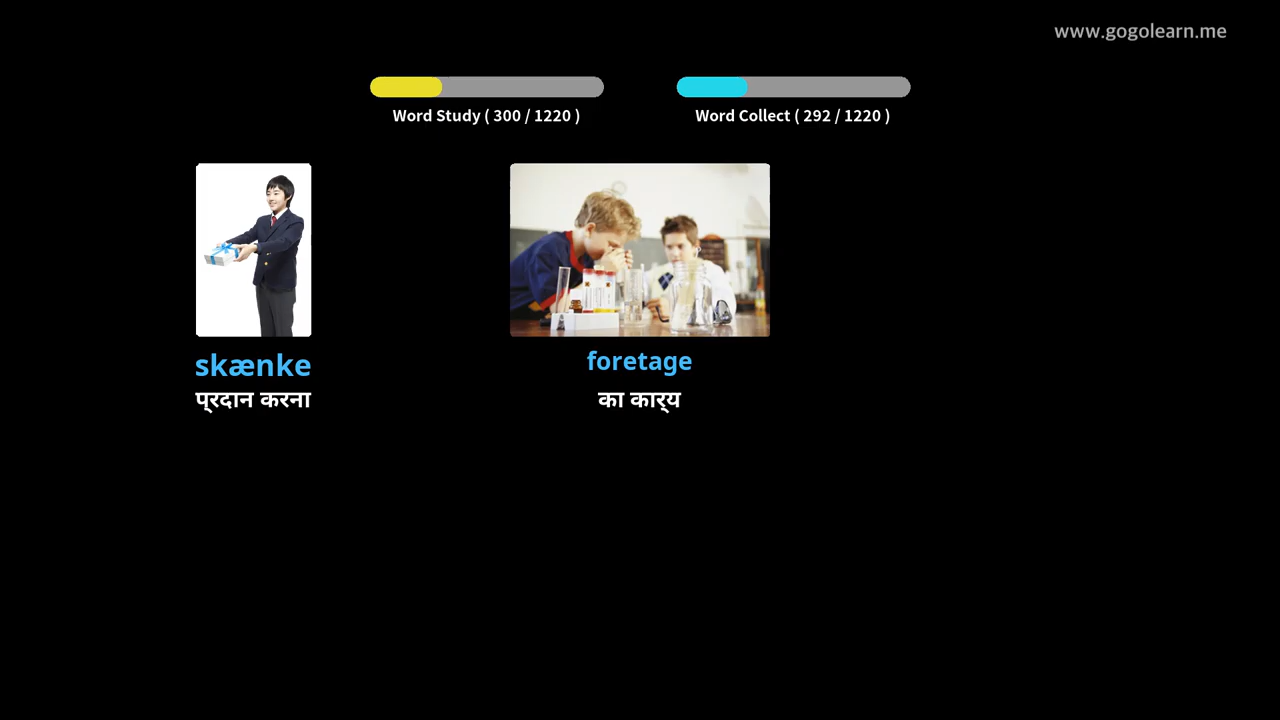 www.gogolearn.me
Word Study ( 300 / 1220 )
Word Collect ( 292 / 1220 )
skænke
प्रदान करना
foretage
का कार्य